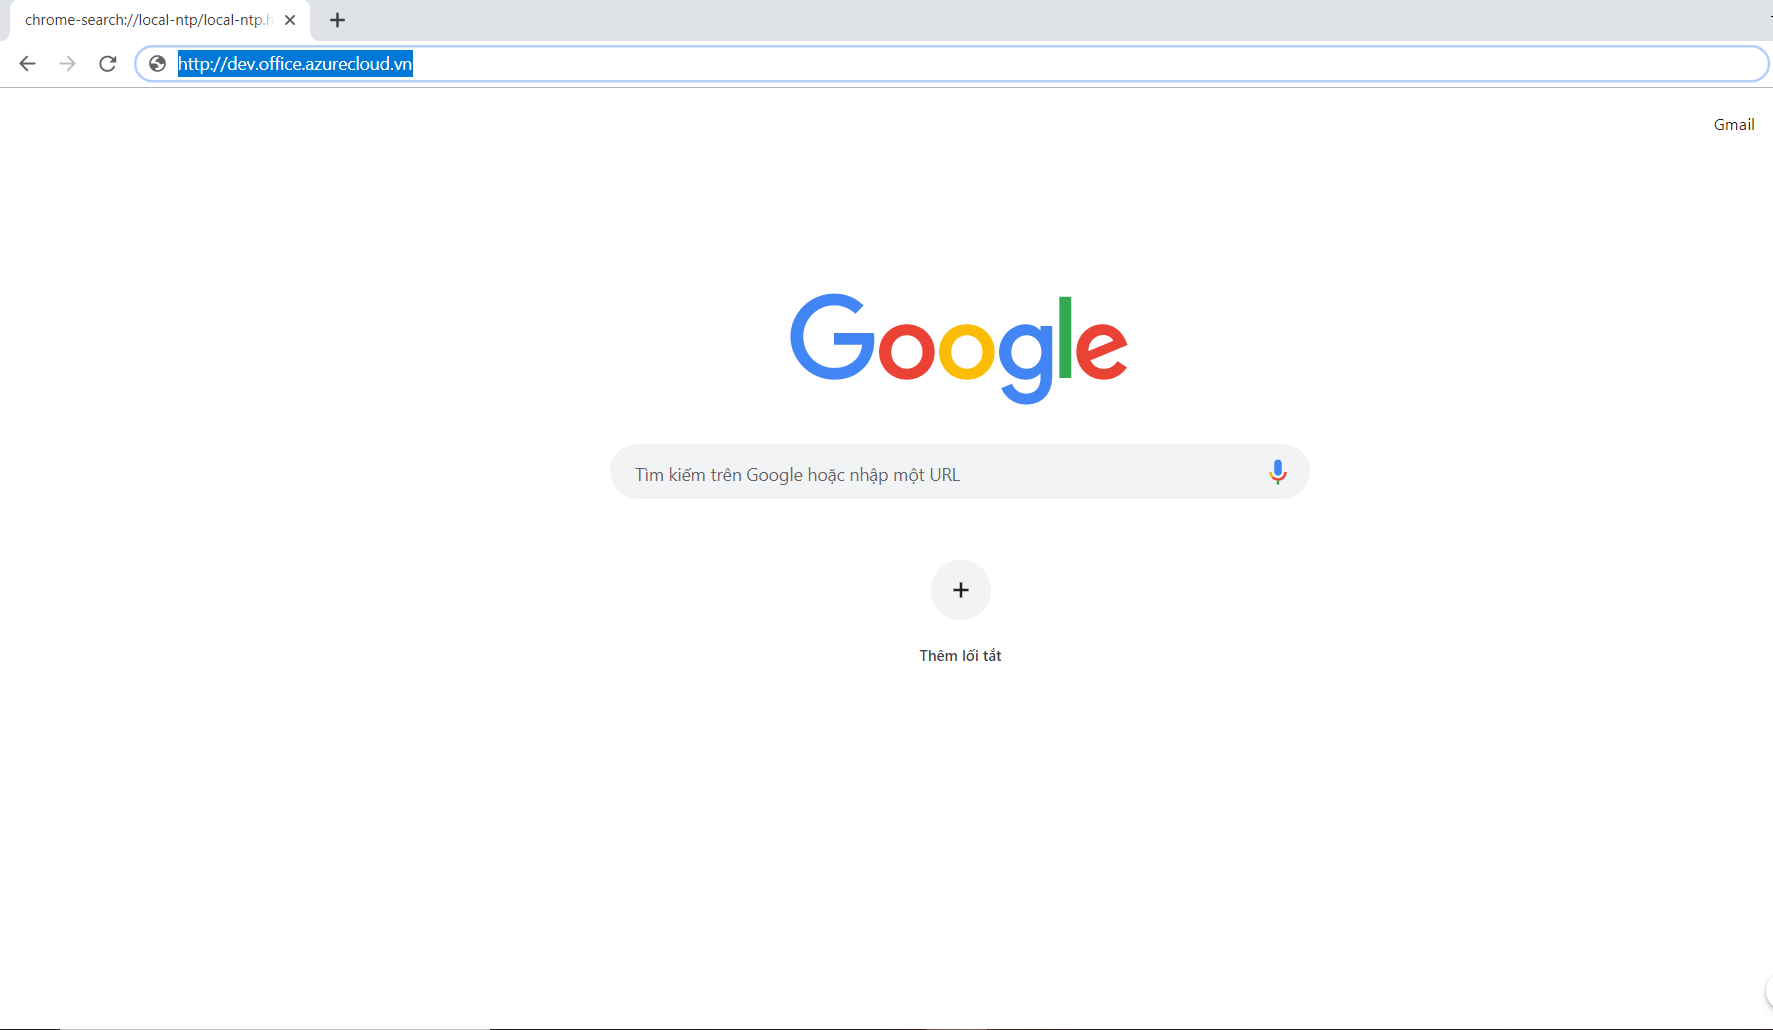 chrome-search://local-ntp/local-ntp.h
http://dev.office.azurecloud.vn
Gmail
Google
Tìm kiếm trên Google hoặc nhập một URL
Thêm lối tắt